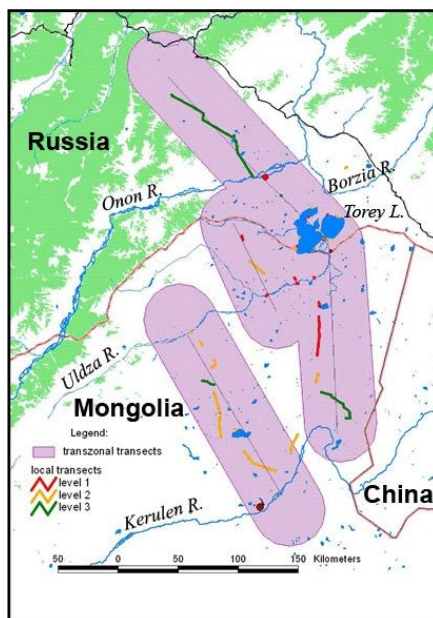 Russia
Borzia R.
Onon R.
Torey L.
Uldza R.
Mongolia
Legend:
transzonal transects
local transects
level 1
level 2
level 3
China
Kerulen R.
50 0 50 100 150 Kilometers